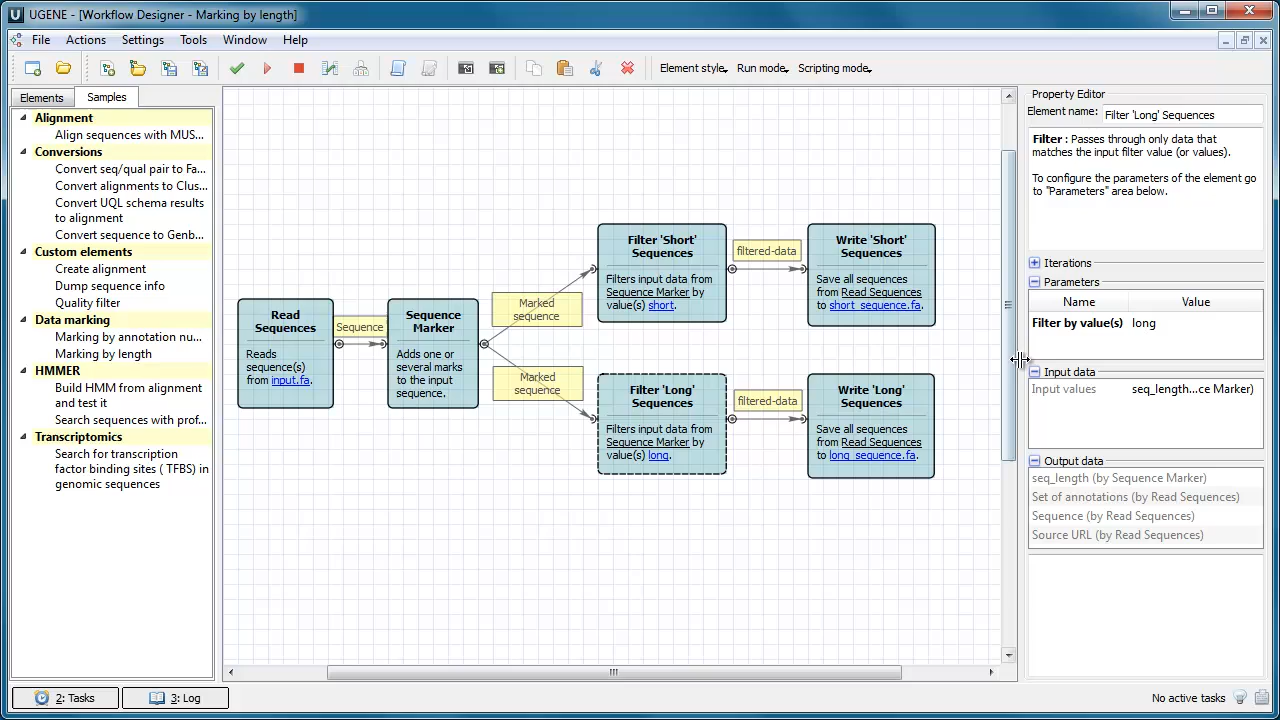 UGENE - [Workflow Designer - Marking by length]
File Actions Settings Tools Window Help
Element style Run mode Scripting mode
Elements Samples
Alignment
Align sequences with MUS...
Conversions
Convert seq/qual pair to Fa...
Convert alignments to Clus...
Convert UQL schema results
to alignment
Convert sequence to Genb...
Custom elements
Create alignment
Dump sequence info
Quality filter
Data marking
Marking by annotation nu...
Marking by length
HMMER
Build HMM from alignment
and test it
Search sequences with prof...
Transcriptomics
Search for transcription
factor binding sites ( TFBS) in
genomic sequences
Read
Sequences
Reads
sequence(s)
from input.fa.
Sequence
Sequence
Marker
Adds one or
several marks
to the input
sequence.
Marked
sequence
Marked
sequence
Filter 'Short'
Sequences
Filters input data from
Sequence Marker by
value(s) short.
filtered-data
Write 'Short'
Sequences
Save all sequences
from Read Sequences
to short_sequence.fa.
Filter 'Long'
Sequences
Filters input data from
Sequence Marker by
value(s) long.
filtered-data
Write 'Long'
Sequences
Save all sequences
from Read Sequences
to long_sequence.fa.
Property Editor
Element name: Filter 'Long' Sequences
Filter : Passes through only data that
matches the input filter value (or values).
To configure the parameters of the element go
to "Parameters" area below.
Iterations
Parameters
Name Value
Filter by value(s) long
Input data
Input values seq_length...ce Marker)
Output data
seq_length (by Sequence Marker)
Set of annotations (by Read Sequences)
Sequence (by Read Sequences)
Source URL (by Read Sequences)
2: Tasks 3: Log No active tasks